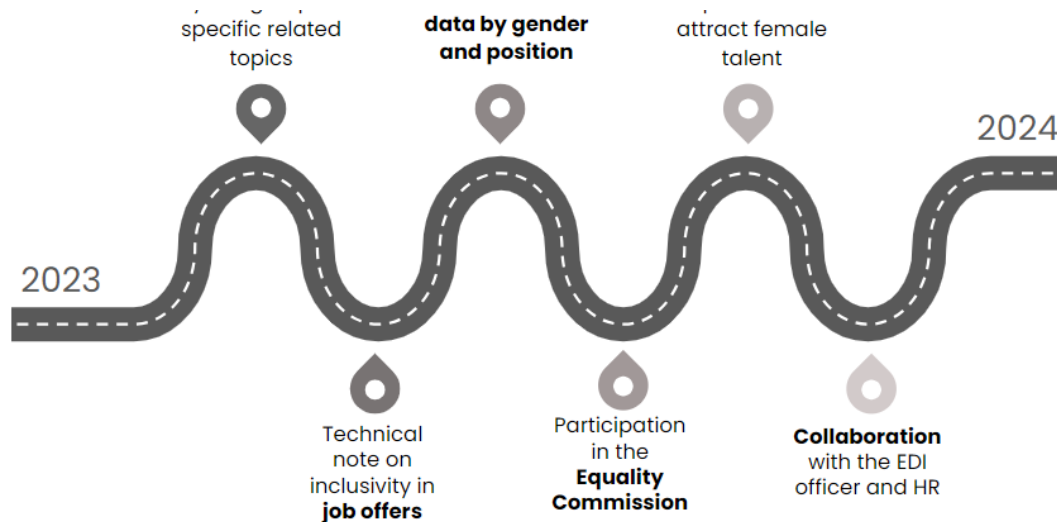 specific related
topics
data by gender
and position
attract female
talent
2024
2023
Technical
note on
inclusivity in
job offers
Participation
in the
Equality
Commission
Collaboration
with the EDI
officer and HR